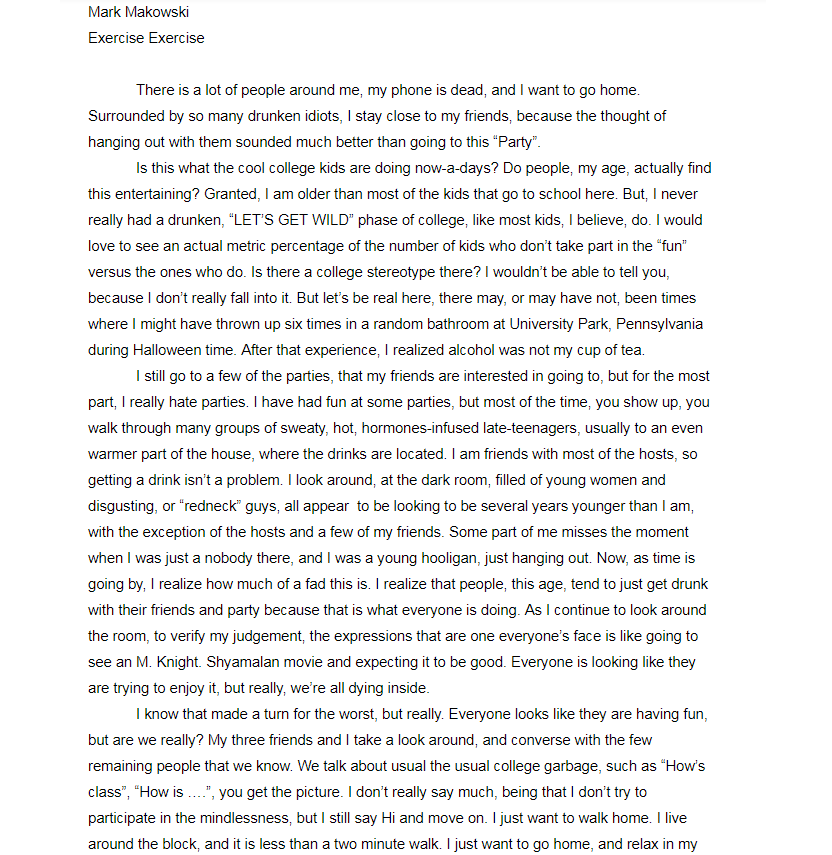 Mark Makowski
Exercise Exercise
There is a lot of people around me, my phone is dead, and I want to go home.
Surrounded by so many drunken idiots, I stay close to my friends, because the thought of
hanging out with them sounded much better than going to this “Party”.
Is this what the cool college kids are doing now-a-days? Do people, my age, actually find
this entertaining? Granted, I am older than most of the kids that go to school here. But, I never
really had a drunken, “LET’S GET WILD” phase of college, like most kids, I believe, do. I would
love to see an actual metric percentage of the number of kids who don’t take part in the “fun”
versus the ones who do. Is there a college stereotype there? I wouldn’t be able to tell you,
because I don’t really fall into it. But let’s be real here, there may, or may have not, been times
where I might have thrown up six times in a random bathroom at University Park, Pennsylvania
during Halloween time. After that experience, I realized alcohol was not my cup of tea.
I still go to a few of the parties, that my friends are interested in going to, but for the most
part, I really hate parties. I have had fun at some parties, but most of the time, you show up, you
walk through many groups of sweaty, hot, hormones-infused late-teenagers, usually to an even
warmer part of the house, where the drinks are located. I am friends with most of the hosts, so
getting a drink isn’t a problem. I look around, at the dark room, filled of young women and
disgusting, or “redneck” guys, all appear  to be looking to be several years younger than I am,
with the exception of the hosts and a few of my friends. Some part of me misses the moment
when I was just a nobody there, and I was a young hooligan, just hanging out. Now, as time is
going by, I realize how much of a fad this is. I realize that people, this age, tend to just get drunk
with their friends and party because that is what everyone is doing. As I continue to look around
the room, to verify my judgement, the expressions that are one everyone’s face is like going to
see an M. Knight. Shyamalan movie and expecting it to be good. Everyone is looking like they
are trying to enjoy it, but really, we’re all dying inside.
I know that made a turn for the worst, but really. Everyone looks like they are having fun,
but are we really? My three friends and I take a look around, and converse with the few
remaining people that we know. We talk about usual the usual college garbage, such as “How’s
class”, “How is ….”, you get the picture. I don’t really say much, being that I don’t try to
participate in the mindlessness, but I still say Hi and move on. I just want to walk home. I live
around the block, and it is less than a two minute walk. I just want to go home, and relax in my